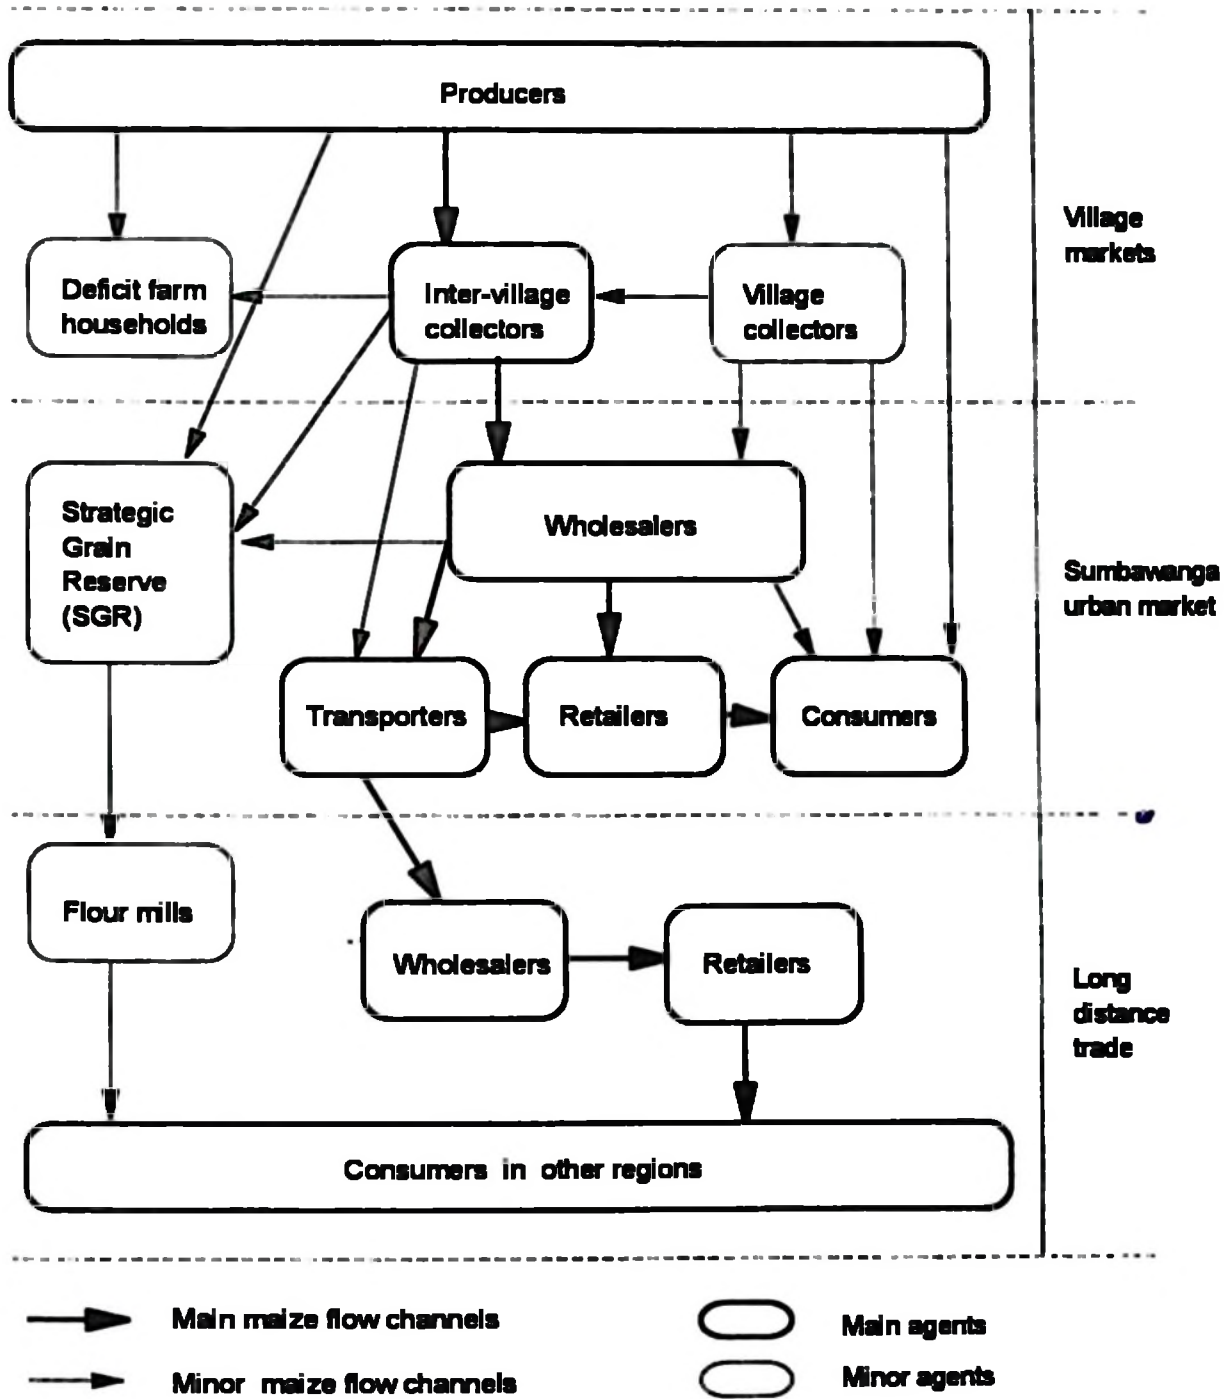 Producers
Village
markets
Deficit farm
households
Inter-village
collectors
Village
collectors
Strategic
Grain
Reserve
(SGR)
Wholesalers
Sumbawanga
urban market
Transporters
Retailers
Consumers
Flour mills
Wholesalers
Retailers
Long
distance
trade
Consumers in other regions
Main maize flow channels
Main agents
Minor maize flow channels
Minor agents